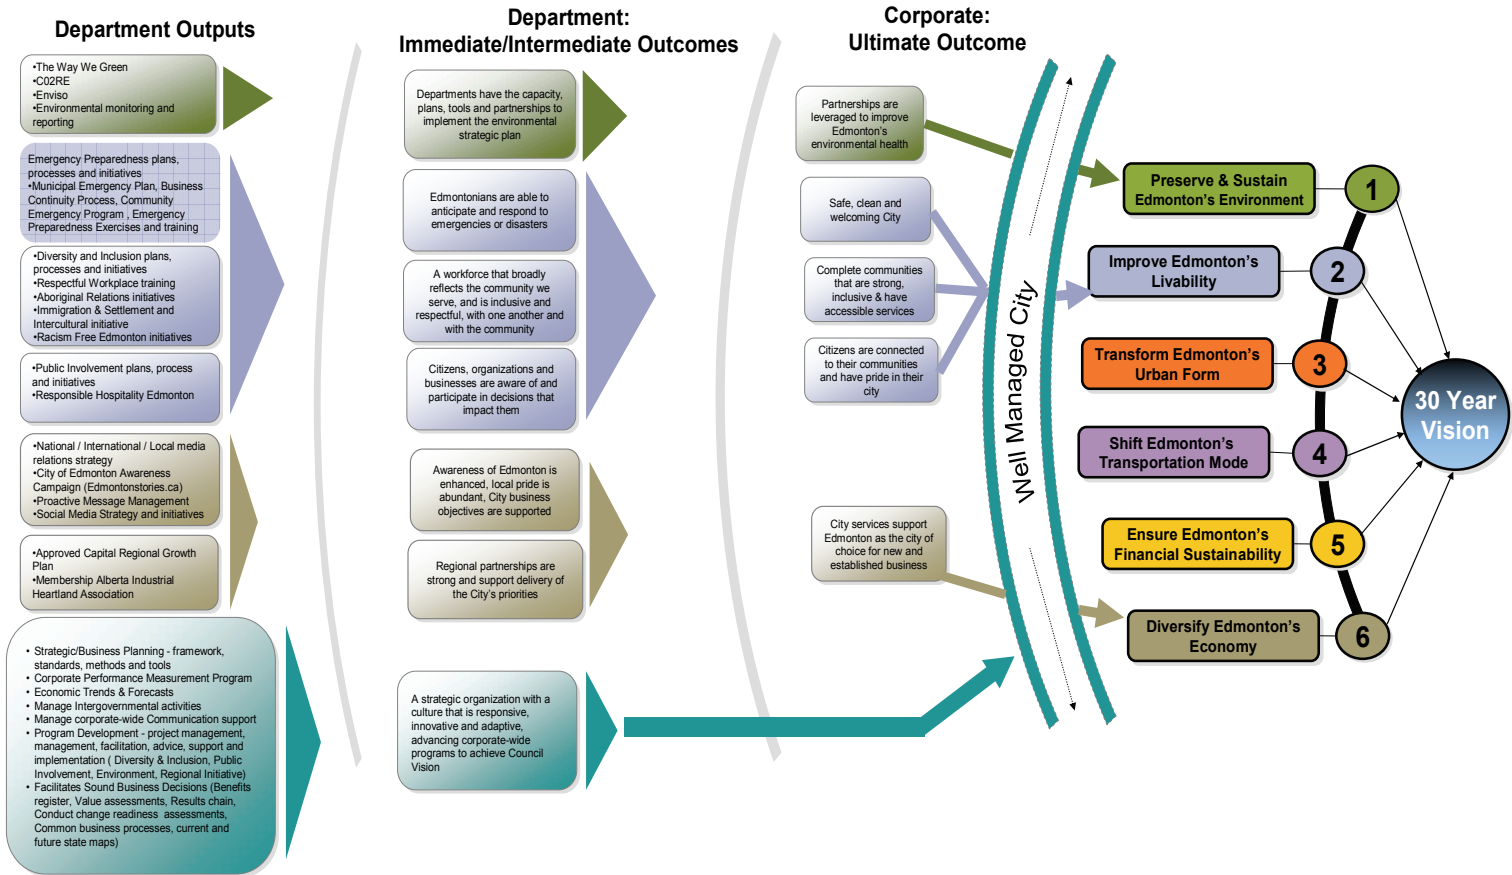 Department Outputs
•The Way We Green
•C02RE
•Enviso
•Environmental monitoring and
reporting
Emergency Preparedness plans,
processes and initiatives
•Municipal Emergency Plan, Business
Continuity Process, Community
Emergency Program , Emergency
Preparedness Exercises and training
•Diversity and Inclusion plans,
processes and initiatives
•Respectful Workplace training
•Aboriginal Relations initiatives
•Immigration & Settlement and
Intercultural initiative
•Racism Free Edmonton initiatives
•Public Involvement plans, process
and initiatives
•Responsible Hospitality Edmonton
•National / International / Local media
relations strategy
•City of Edmonton Awareness
Campaign (Edmontonstories.ca)
•Proactive Message Management
•Social Media Strategy and initiatives
•Approved Capital Regional Growth
Plan
•Membership Alberta Industrial
Heartland Association
• Strategic/Business Planning - framework,
standards, methods and tools
• Corporate Performance Measurement Program
• Economic Trends & Forecasts
• Manage Intergovernmental activities
• Manage corporate-wide Communication support
• Program Development - project management,
management, facilitation, advice, support and
implementation ( Diversity & Inclusion, Public
Involvement, Environment, Regional Initiative)
• Facilitates Sound Business Decisions (Benefits
register, Value assessments, Results chain,
Conduct change readiness assessments,
Common business processes, current and
future state maps)
Department:
Immediate/Intermediate Outcomes
Departments have the capacity,
plans, tools and partnerships to
implement the environmental
strategic plan
Edmontonians are able to
anticipate and respond to
emergencies or disasters
A workforce that broadly
reflects the community we
serve, and is inclusive and
respectful, with one another and
with the community
Citizens, organizations and
businesses are aware of and
participate in decisions that
impact them
Awareness of Edmonton is
enhanced, local pride is
abundant, City business
objectives are supported
Regional partnerships are
strong and support delivery of
the City's priorities
A strategic organization with a
culture that is responsive,
innovative and adaptive,
advancing corporate-wide
programs to achieve Council
Vision
Corporate:
Ultimate Outcome
Partnerships are
leveraged to improve
Edmonton's
environmental health
Safe, clean and
welcoming City
Complete communities
that are strong,
inclusive & have
accessible services
Citizens are connected
to their communities
and have pride in their
city
City services support
Edmonton as the city of
choice for new and
established business
Well Managed City
Preserve & Sustain
Edmonton's Environment
1
Improve Edmonton's
Livability
2
Transform Edmonton's
Urban Form
3
Shift Edmonton's
Transportation Mode
4
Ensure Edmonton's
Financial Sustainability
5
Diversify Edmonton's
Economy
6
30 Year
Vision